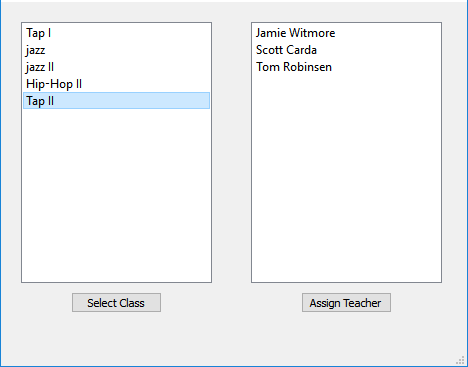 Tap I
jazz
jazz II
Hip-Hop II
Tap II
Select Class
Jamie Witmore
Scott Carda
Tom Robinsen
Assign Teacher